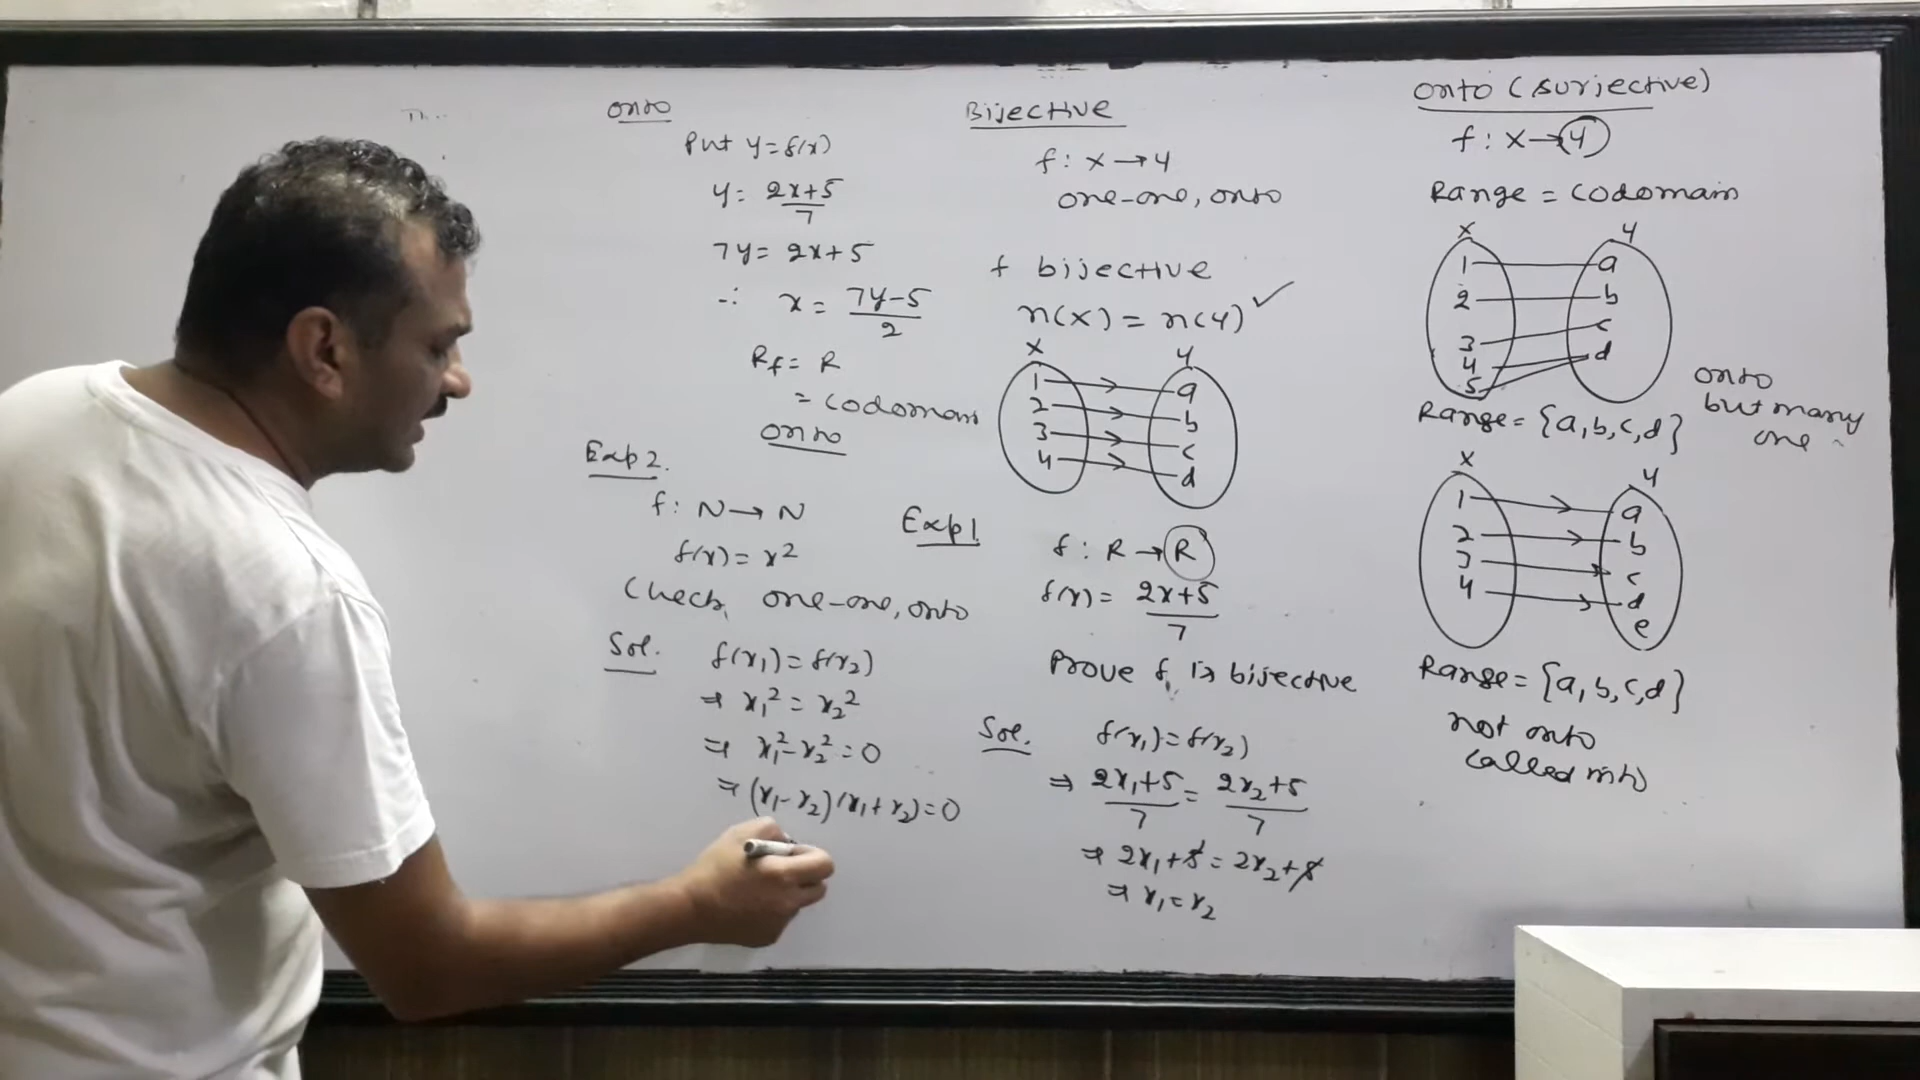 Onto (surjective)
f : X → Y
Range = Codomain
X Y
1 a
2 b
3 c
4 d
5
Range = {a, b, c, d}
onto
but many
one
X Y
1 a
2 b
3 c
4 d
e
Range = {a, b, c, d}
not onto
called into
Bijective
f : X → Y
one-one, onto
f bijective
n(X) = n(Y) ✓
X Y
1 a
2 b
3 c
4 d
Exp 1
f : R → R
f(x) = (2x+5)/7
Prove f is bijective
Sol. f(x₁) = f(x₂)
⇒ (2x₁+5)/7 = (2x₂+5)/7
⇒ 2x₁+5 = 2x₂+5
⇒ x₁ = x₂
onto
Put y = f(x)
y = (2x+5)/7
7y = 2x+5
∴ x = (7y-5)/2
Rf = R
= Codomain
onto
Exp 2.
f : N → N
f(x) = x²
Check one-one, onto
Sol. f(x₁) = f(x₂)
⇒ x₁² = x₂²
⇒ x₁² - x₂² = 0
⇒ (x₁ - x₂)(x₁ + x₂) = 0